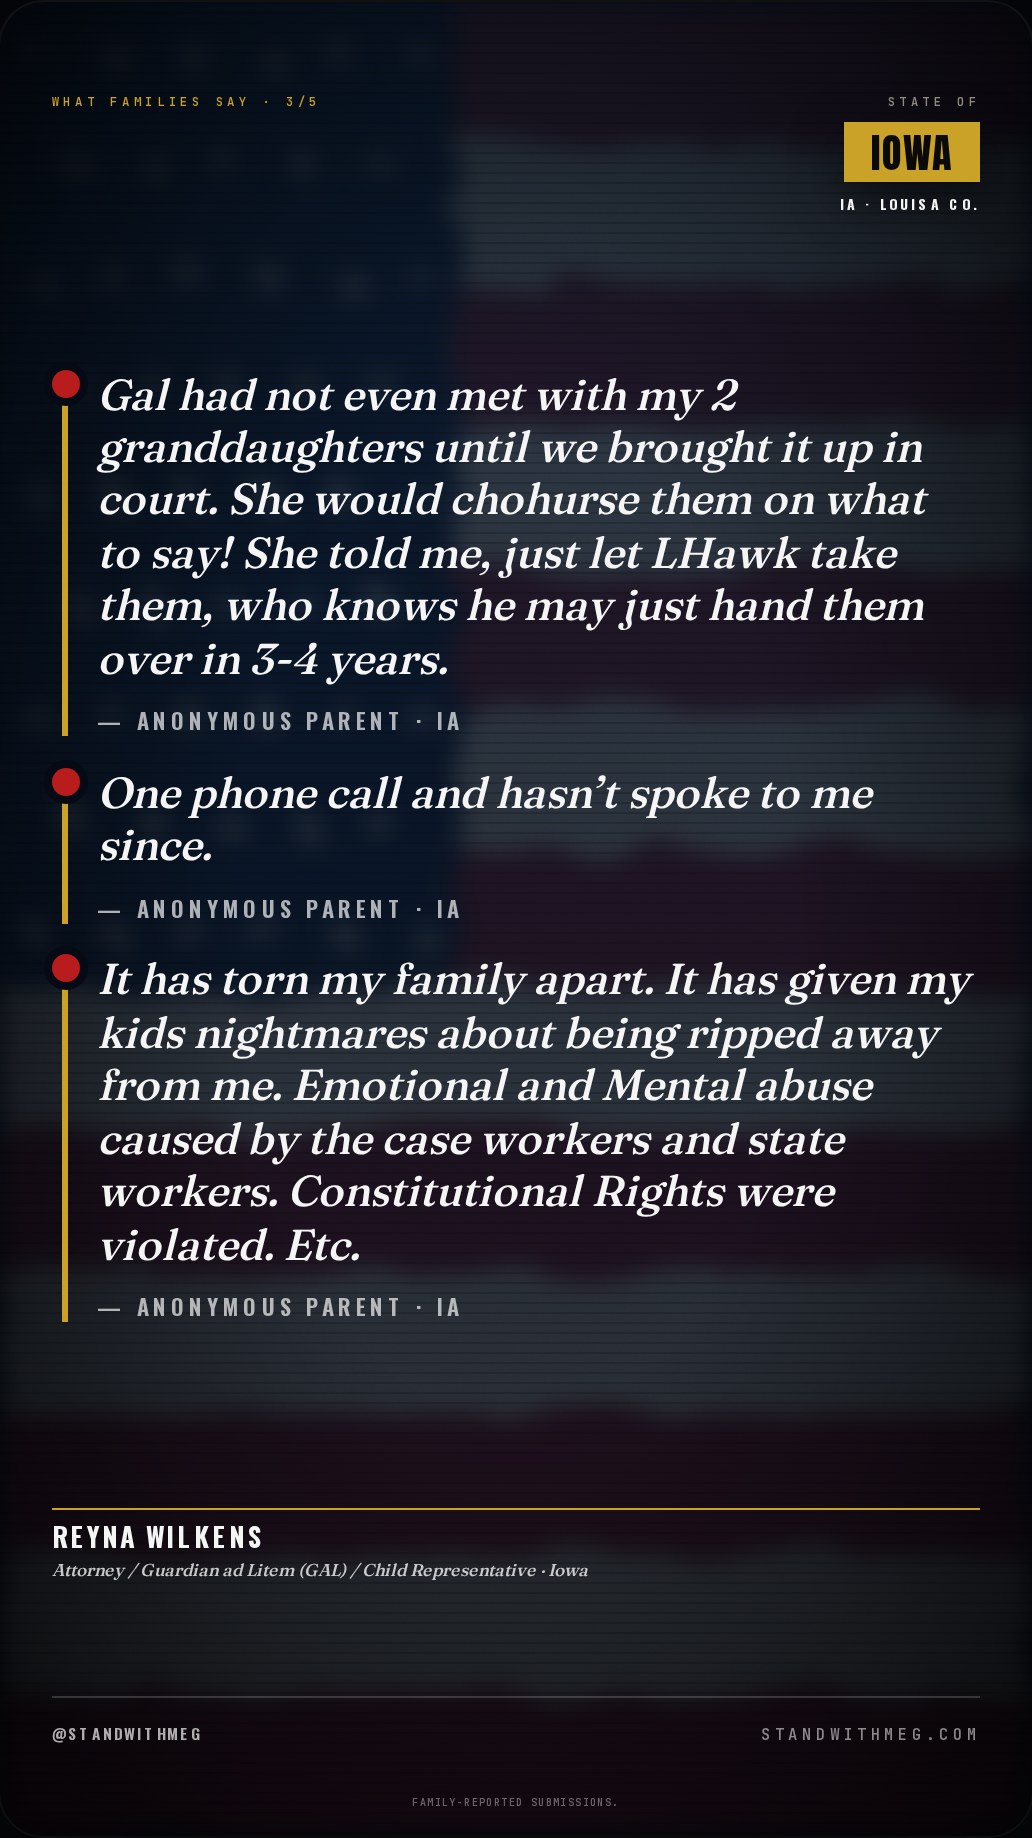 WHAT FAMILIES SAY · 3/5
STATE OF
IOWA
IA · LOUISA CO.
Gal had not even met with my 2
granddaughters until we brought it up in
court. She would chohurse them on what
to say! She told me, just let LHawk take
them, who knows he may just hand them
over in 3-4 years.
— ANONYMOUS PARENT · IA
One phone call and hasn’t spoke to me
since.
— ANONYMOUS PARENT · IA
It has torn my family apart. It has given my
kids nightmares about being ripped away
from me. Emotional and Mental abuse
caused by the case workers and state
workers. Constitutional Rights were
violated. Etc.
— ANONYMOUS PARENT · IA
REYNA WILKENS
Attorney / Guardian ad Litem (GAL) / Child Representative · Iowa
@STANDWITHMEG
STANDWITHMEG.COM
FAMILY-REPORTED SUBMISSIONS.